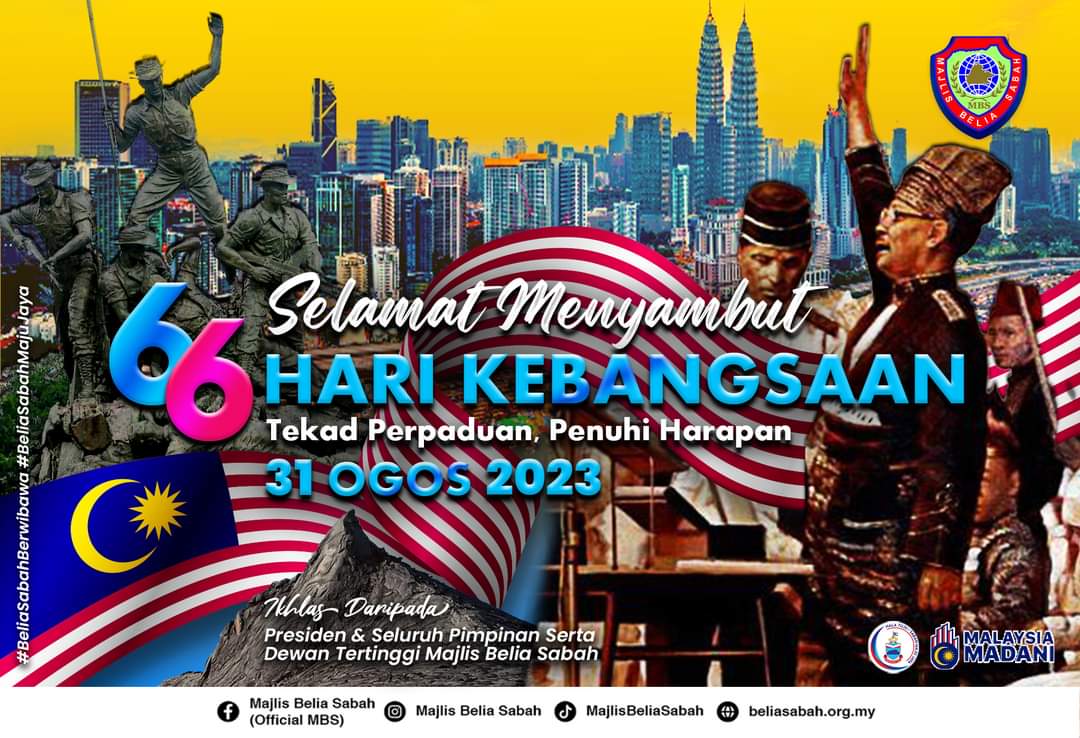 MAJLIS BELIA SABAH
MBS
Selamat Menyambut
66 HARI KEBANGSAAN
Tekad Perpaduan, Penuhi Harapan
31 OGOS 2023
#BeliaSabahBerwibawa #BeliaSabahMajuJaya
Ikhlas Daripada
Presiden & Seluruh Pimpinan Serta
Dewan Tertinggi Majlis Belia Sabah
MALAYSIA
MADANI
Majlis Belia Sabah
(Official MBS)
Majlis Belia Sabah
MajlisBeliaSabah
beliasabah.org.my